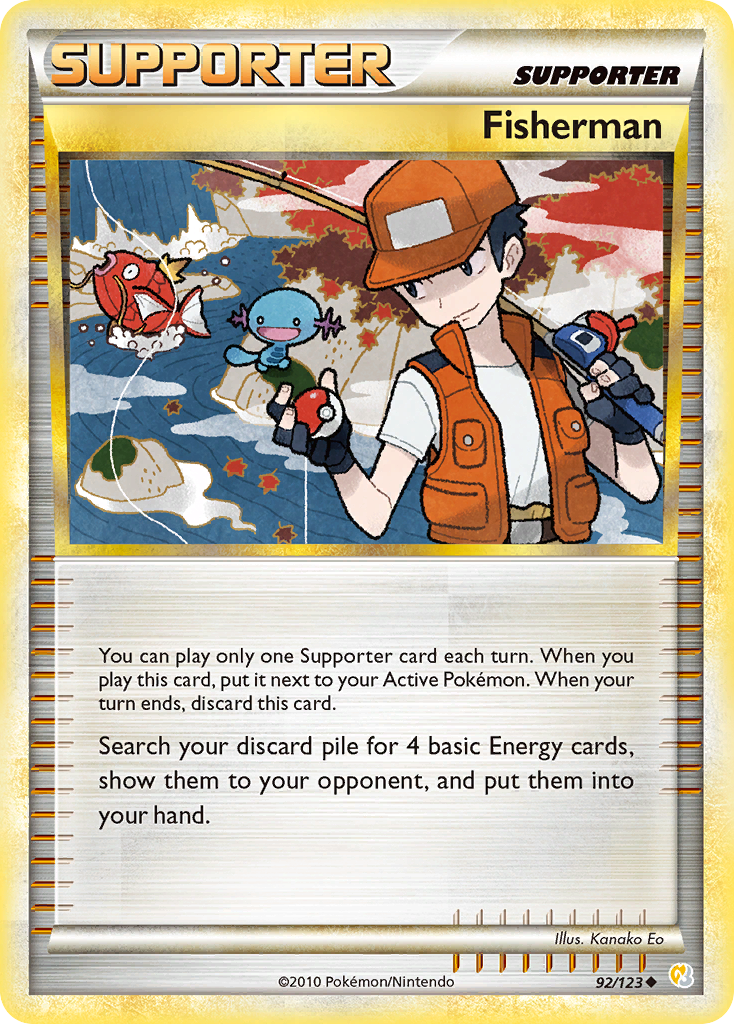 SUPPORTER
SUPPORTER
Fisherman
You can play only one Supporter card each turn. When you
play this card, put it next to your Active Pokémon. When your
turn ends, discard this card.
Search your discard pile for 4 basic Energy cards,
show them to your opponent, and put them into
your hand.
Illus. Kanako Eo
©2010 Pokémon/Nintendo
92/123